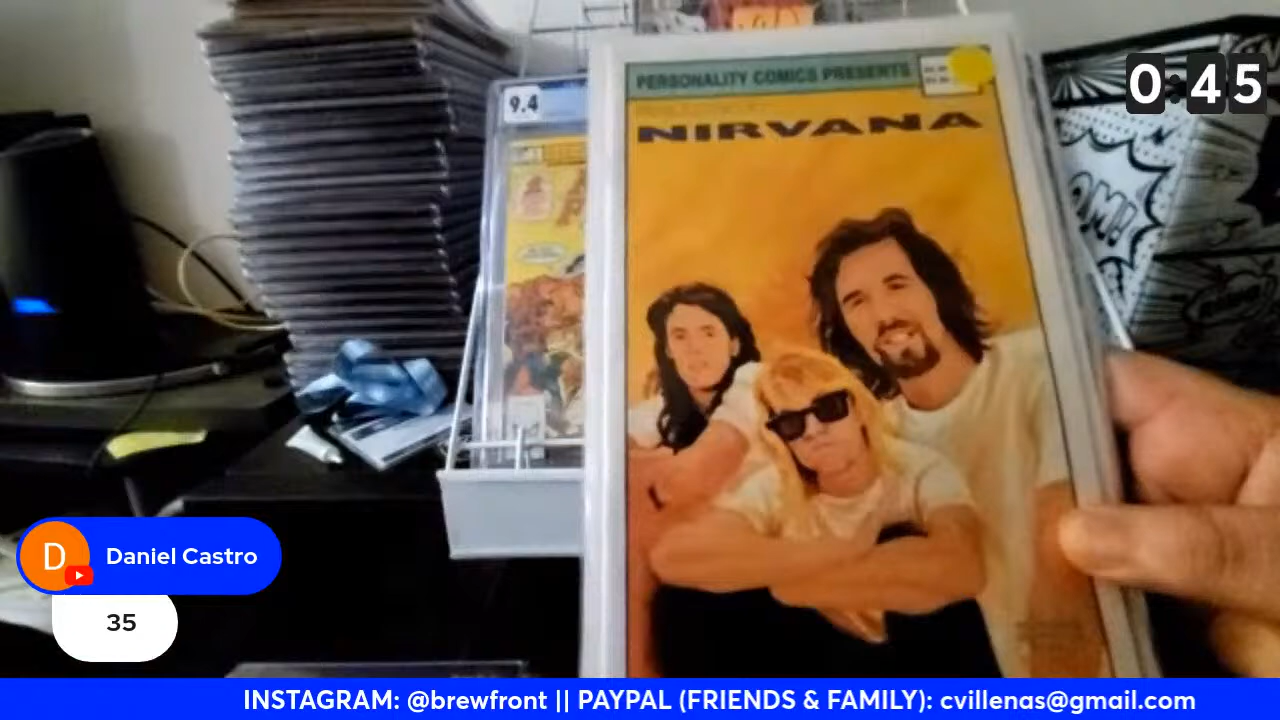 PERSONALITY COMICS PRESENTS
NIRVANA
9.4
0:45
OM!
D
Daniel Castro
35
INSTAGRAM: @brewfront || PAYPAL (FRIENDS & FAMILY): cvillenas@gmail.com